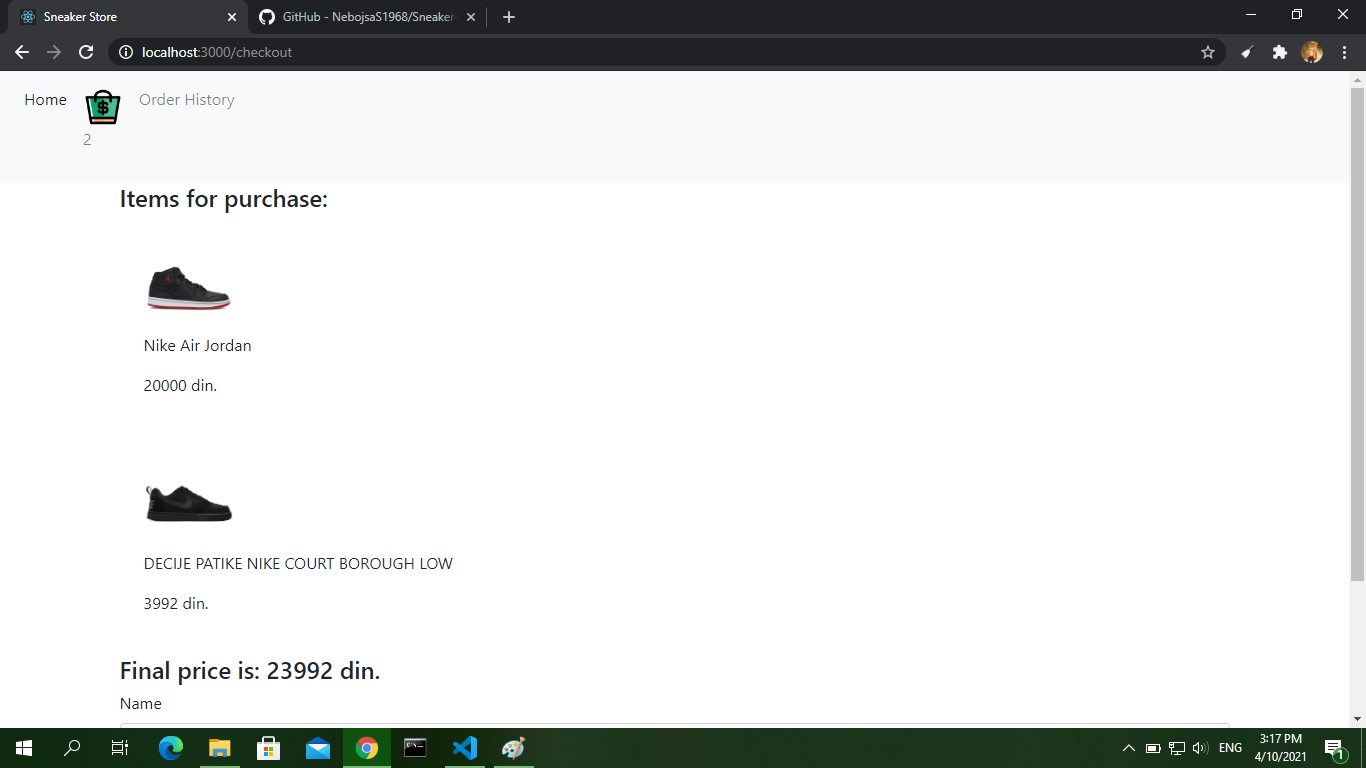 Sneaker Store
GitHub - NebojsaS1968/Sneaker-
localhost:3000/checkout
Home
$
Order History
2
Items for purchase:
Nike Air Jordan
20000 din.
DECIJE PATIKE NIKE COURT BOROUGH LOW
3992 din.
Final price is: 23992 din.
Name
ENG
3:17 PM
4/10/2021
1